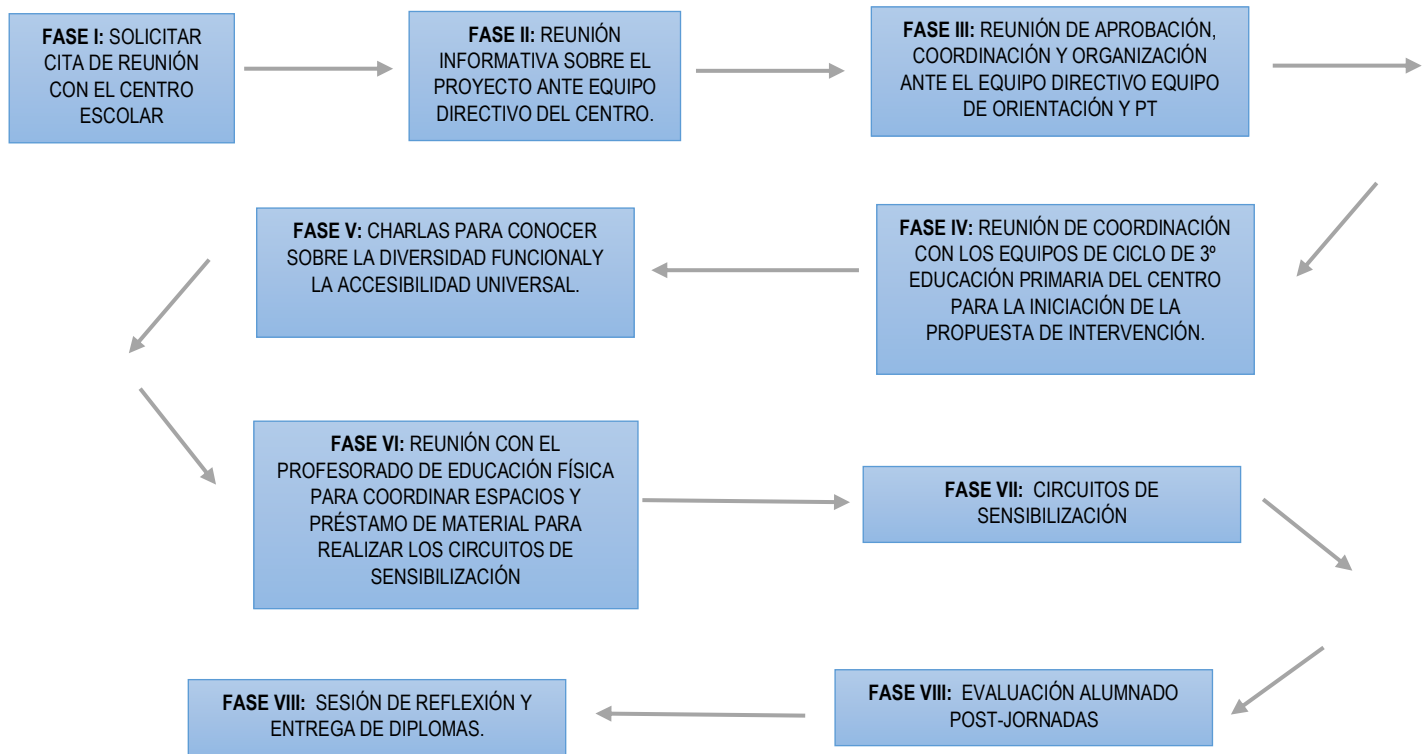 FASE I: SOLICITAR
CITA DE REUNIÓN
CON EL CENTRO
ESCOLAR
FASE II: REUNIÓN
INFORMATIVA SOBRE EL
PROYECTO ANTE EQUIPO
DIRECTIVO DEL CENTRO.
FASE III: REUNIÓN DE APROBACIÓN,
COORDINACIÓN Y ORGANIZACIÓN
ANTE EL EQUIPO DIRECTIVO EQUIPO
DE ORIENTACIÓN Y PT
FASE IV: REUNIÓN DE COORDINACIÓN
CON LOS EQUIPOS DE CICLO DE 3º
EDUCACIÓN PRIMARIA DEL CENTRO
PARA LA INICIACIÓN DE LA
PROPUESTA DE INTERVENCIÓN.
FASE V: CHARLAS PARA CONOCER
SOBRE LA DIVERSIDAD FUNCIONALY
LA ACCESIBILIDAD UNIVERSAL.
FASE VI: REUNIÓN CON EL
PROFESORADO DE EDUCACIÓN FÍSICA
PARA COORDINAR ESPACIOS Y
PRÉSTAMO DE MATERIAL PARA
REALIZAR LOS CIRCUITOS DE
SENSIBILIZACIÓN
FASE VII: CIRCUITOS DE
SENSIBILIZACIÓN
FASE VIII: EVALUACIÓN ALUMNADO
POST-JORNADAS
FASE VIII: SESIÓN DE REFLEXIÓN Y
ENTREGA DE DIPLOMAS.